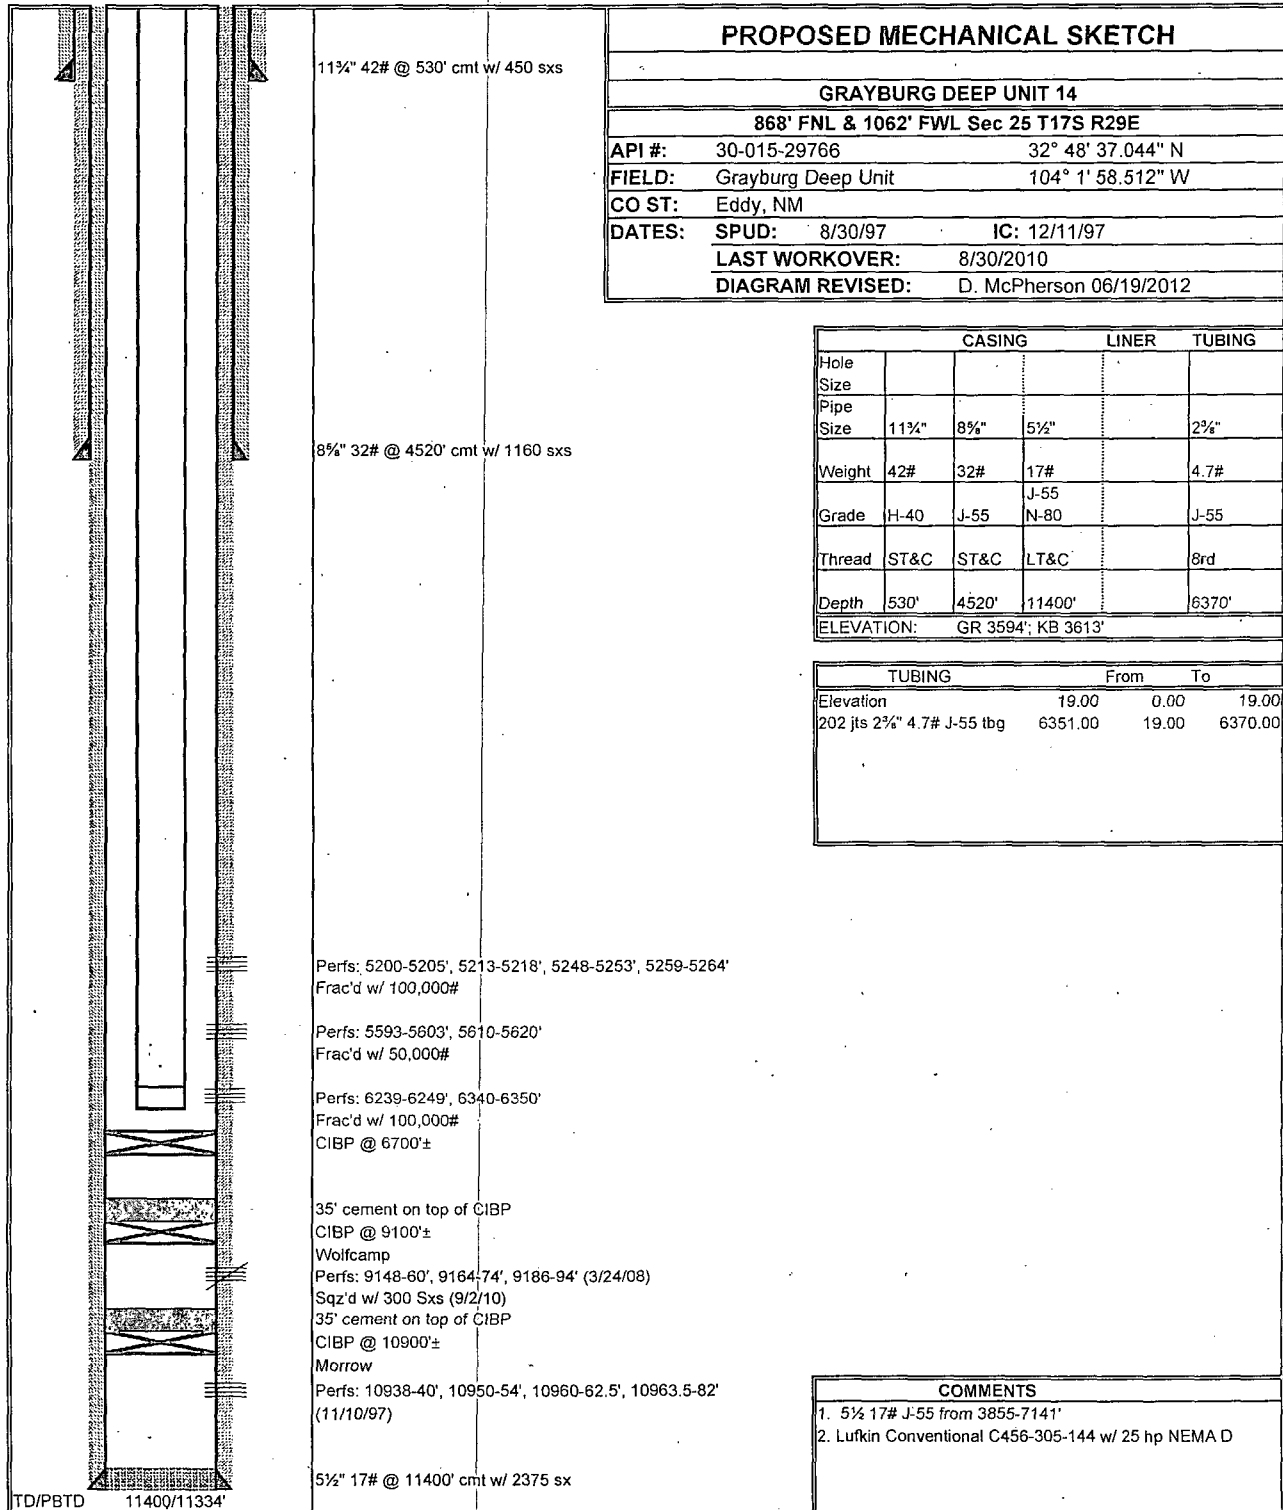 PROPOSED MECHANICAL SKETCH
GRAYBURG DEEP UNIT 14
868' FNL & 1062' FWL Sec 25 T17S R29E
API #: 30-015-29766 32° 48' 37.044" N
FIELD: Grayburg Deep Unit 104° 1' 58.512" W
CO ST: Eddy, NM
DATES: SPUD: 8/30/97 IC: 12/11/97
LAST WORKOVER: 8/30/2010
DIAGRAM REVISED: D. McPherson 06/19/2012
11¾" 42# @ 530' cmt w/ 450 sxs
8⅝" 32# @ 4520' cmt w/ 1160 sxs
CASING LINER TUBING
Hole
Size
Pipe
Size 11¾" 8⅝" 5½" 2⅜"
Weight 42# 32# 17# 4.7#
J-55
Grade H-40 J-55 N-80 J-55
Thread ST&C ST&C LT&C 8rd
Depth 530' 4520' 11400' 6370'
ELEVATION: GR 3594'; KB 3613'
TUBING From To
Elevation 19.00 0.00 19.00
202 jts 2⅜" 4.7# J-55 tbg 6351.00 19.00 6370.00
Perfs: 5200-5205', 5213-5218', 5248-5253', 5259-5264'
Frac'd w/ 100,000#
Perfs: 5593-5603', 5610-5620'
Frac'd w/ 50,000#
Perfs: 6239-6249', 6340-6350'
Frac'd w/ 100,000#
CIBP @ 6700'±
35' cement on top of CIBP
CIBP @ 9100'±
Wolfcamp
Perfs: 9148-60', 9164-74', 9186-94' (3/24/08)
Sqz'd w/ 300 Sxs (9/2/10)
35' cement on top of CIBP
CIBP @ 10900'±
Morrow
Perfs: 10938-40', 10950-54', 10960-62.5', 10963.5-82'
(11/10/97)
5½" 17# @ 11400' cmt w/ 2375 sx
TD/PBTD 11400/11334'
COMMENTS
1. 5½ 17# J-55 from 3855-7141'
2. Lufkin Conventional C456-305-144 w/ 25 hp NEMA D